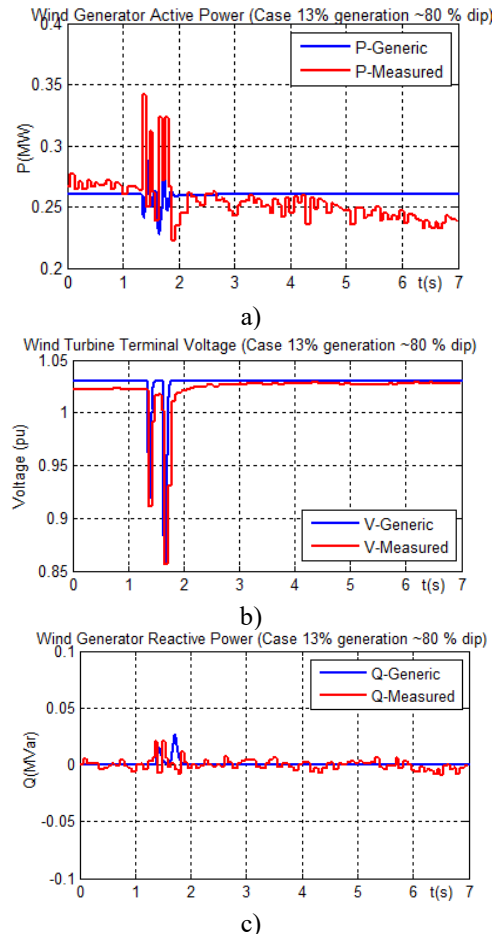 Wind Generator Active Power (Case 13% generation ~80 % dip)
0.4
P-Generic
P-Measured
0.35
P(MW)
0.3
0.25
0.2
0 1 2 3 4 5 6 t(s) 7
a)
Wind Turbine Terminal Voltage (Case 13% generation ~80 % dip)
1.05
1
Voltage (pu)
0.95
0.9
V-Generic
V-Measured
0.85
0 1 2 3 4 5 6 t(s) 7
b)
Wind Generator Reactive Power (Case 13% generation ~80 % dip)
0.1
Q-Generic
Q-Measured
0.05
Q(MVar)
0
-0.05
-0.1
0 1 2 3 4 5 6 t(s) 7
c)